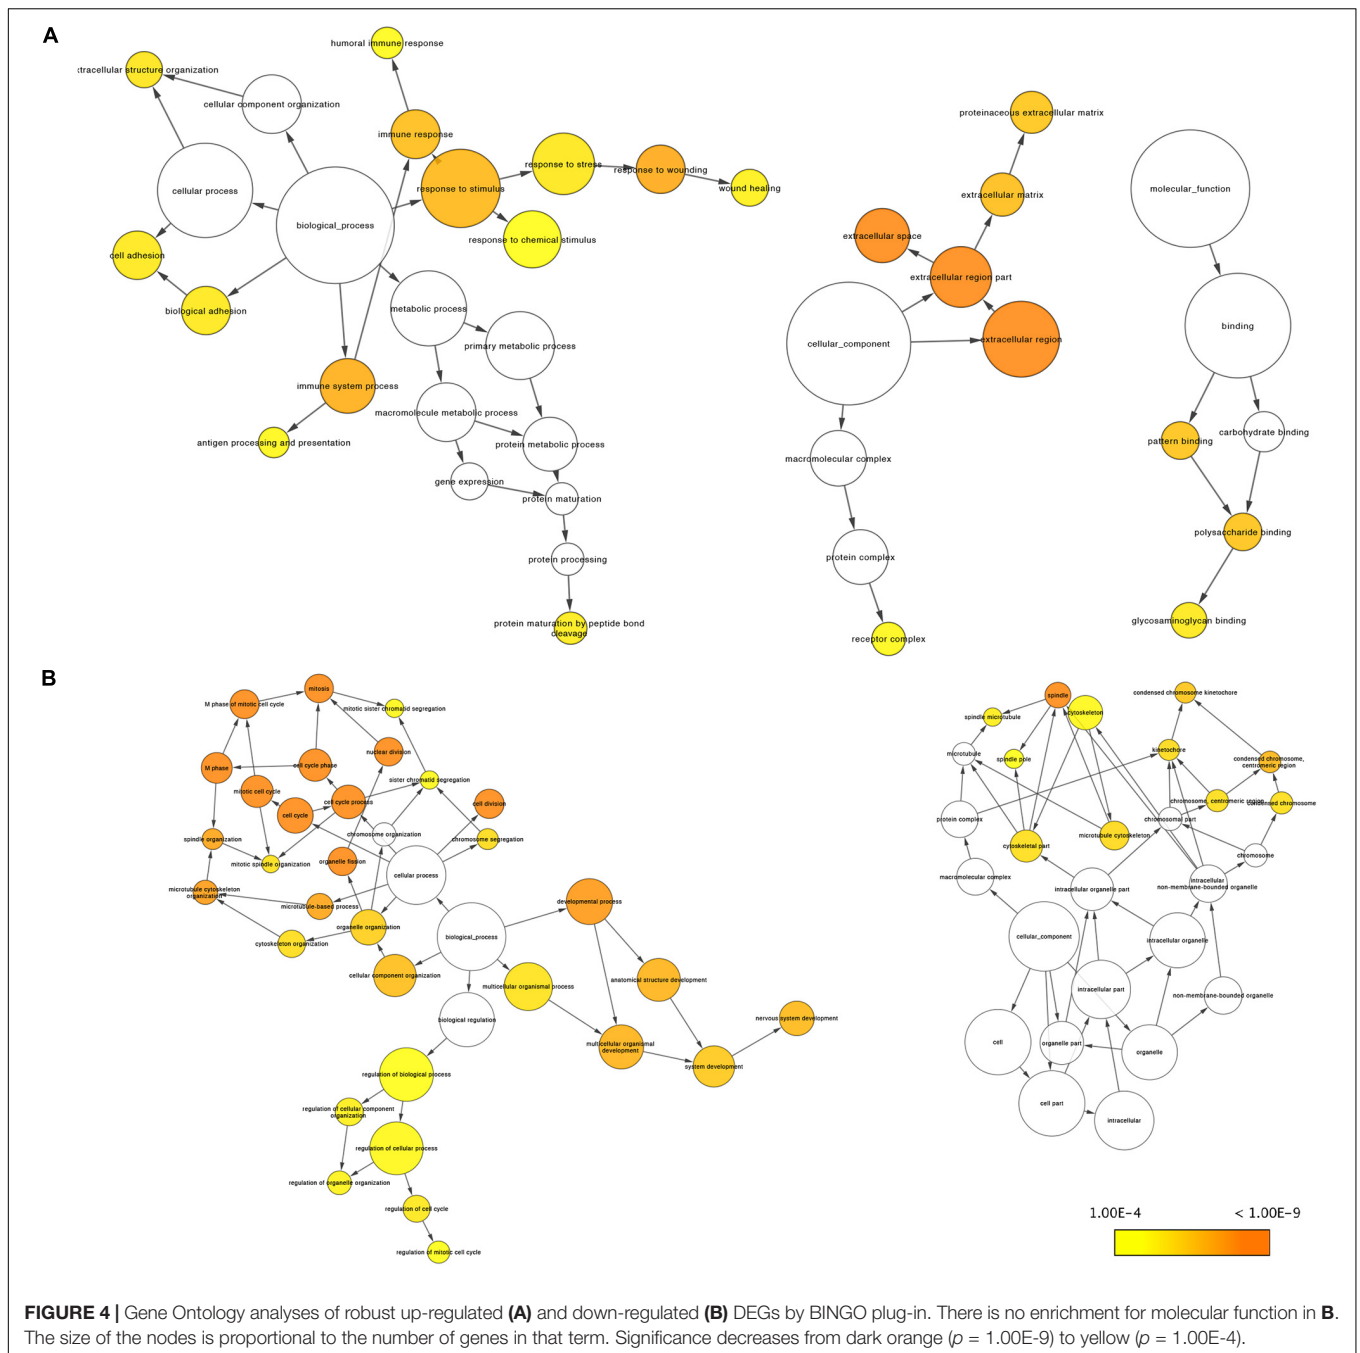 A
humoral immune response
xtracellular structure organization
cellular component organization
immune response
cellular process
response to stimulus
response to stress
response to wounding
wound healing
biological_process
response to chemical stimulus
cell adhesion
biological adhesion
metabolic process
primary metabolic process
immune system process
macromolecule metabolic process
antigen processing and presentation
protein metabolic process
gene expression
protein maturation
protein processing
protein maturation by peptide bond
cleavage
proteinaceous extracellular matrix
extracellular matrix
extracellular space
extracellular region part
cellular_component
extracellular region
macromolecular complex
protein complex
receptor complex
molecular_function
binding
pattern binding
carbohydrate binding
polysaccharide binding
glycosaminoglycan binding
B
mitosis
M phase of mitotic cell cycle
mitotic sister chromatid segregation
nuclear division
M phase
cell cycle phase
sister chromatid segregation
mitotic cell cycle
cell cycle process
cell division
cell cycle
chromosome organization
spindle organization
chromosome segregation
mitotic spindle organization
organelle fission
cellular process
microtubule cytoskeleton
organization
microtubule-based process
organelle organization
cytoskeleton organization
biological_process
developmental process
cellular component organization
multicellular organismal process
anatomical structure development
biological regulation
multicellular organismal
development
nervous system development
system development
regulation of biological process
regulation of cellular component
organization
regulation of cellular process
regulation of organelle organization
regulation of cell cycle
regulation of mitotic cell cycle
spindle
condensed chromosome kinetochore
spindle microtubule
cytoskeleton
microtubule
spindle pole
kinetochore
condensed chromosome,
centromeric region
chromosome, centromeric region
condensed chromosome
protein complex
chromosomal part
microtubule cytoskeleton
cytoskeletal part
chromosome
macromolecular complex
intracellular organelle part
intracellular
non-membrane-bounded organelle
cellular_component
intracellular organelle
intracellular part
non-membrane-bounded organelle
cell
organelle part
organelle
cell part
intracellular
1.00E-4
< 1.00E-9
FIGURE 4 | Gene Ontology analyses of robust up-regulated (A) and down-regulated (B) DEGs by BINGO plug-in. There is no enrichment for molecular function in B.
The size of the nodes is proportional to the number of genes in that term. Significance decreases from dark orange (p = 1.00E-9) to yellow (p = 1.00E-4).